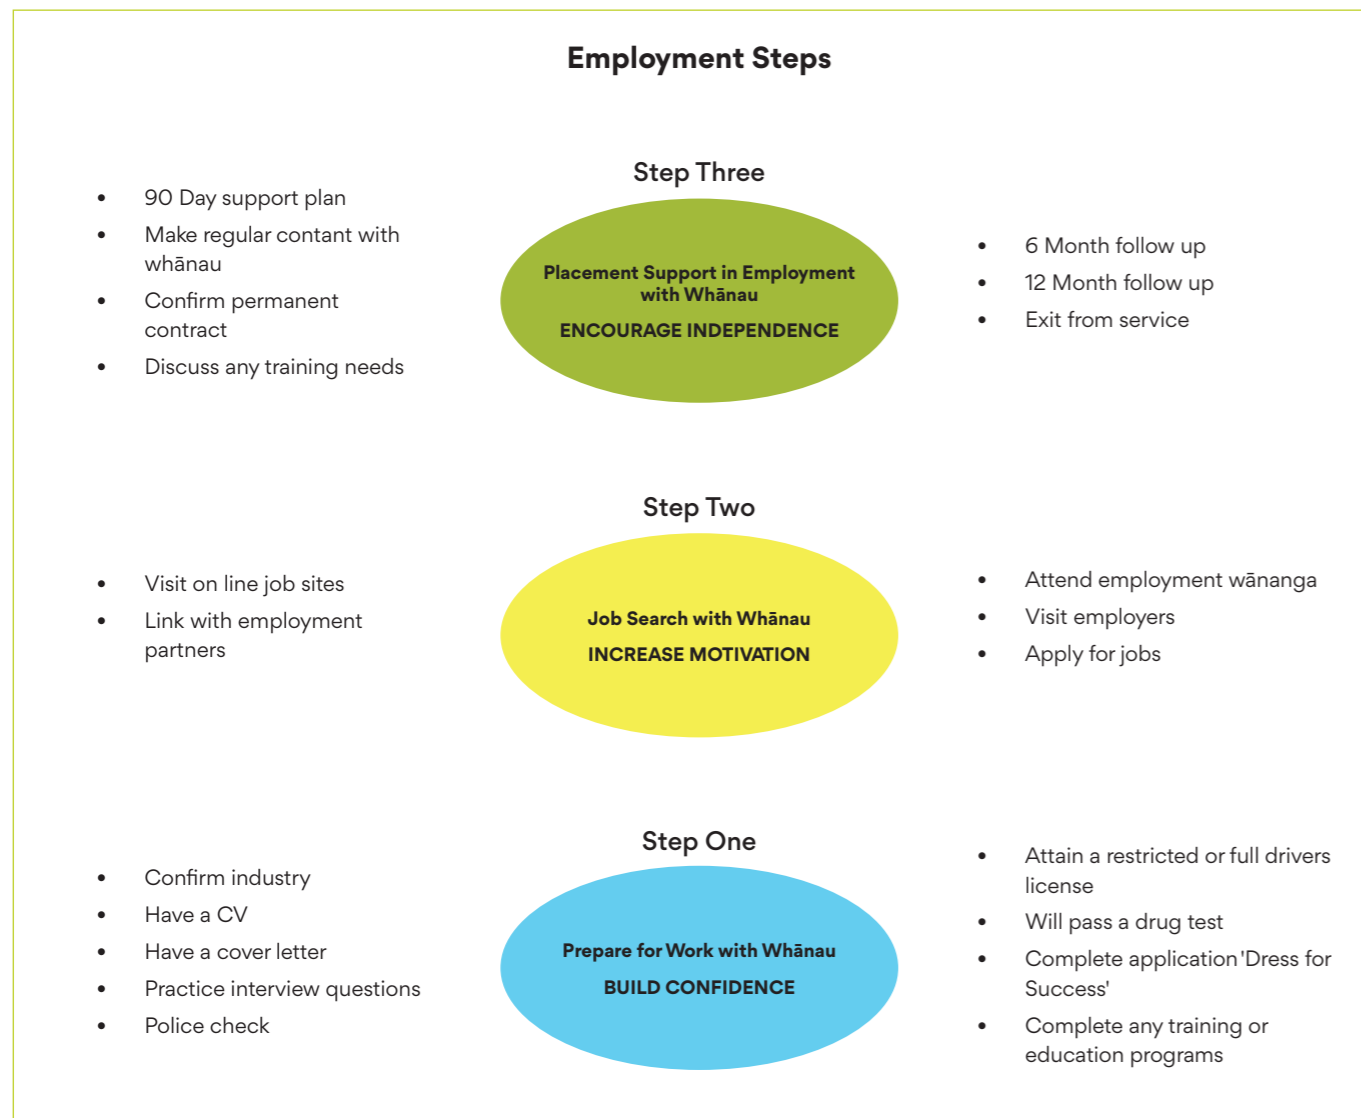 Employment Steps
Step Three
• 90 Day support plan
• Make regular contant with
whānau
• Confirm permanent
contract
• Discuss any training needs
Placement Support in Employment
with Whānau
ENCOURAGE INDEPENDENCE
• 6 Month follow up
• 12 Month follow up
• Exit from service
Step Two
• Visit on line job sites
• Link with employment
partners
Job Search with Whānau
INCREASE MOTIVATION
• Attend employment wānanga
• Visit employers
• Apply for jobs
Step One
• Confirm industry
• Have a CV
• Have a cover letter
• Practice interview questions
• Police check
Prepare for Work with Whānau
BUILD CONFIDENCE
• Attain a restricted or full drivers
license
• Will pass a drug test
• Complete application 'Dress for
Success'
• Complete any training or
education programs